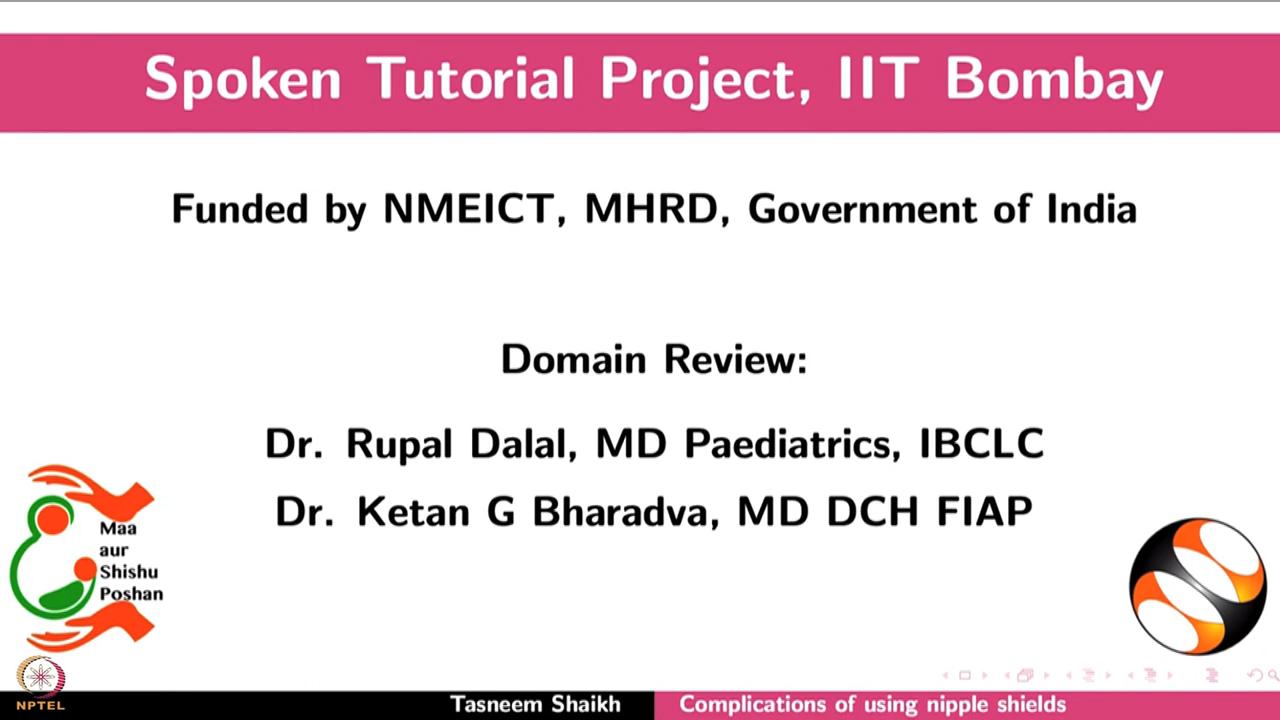 Spoken Tutorial Project, IIT Bombay
Funded by NMEICT, MHRD, Government of India
Domain Review:
Dr. Rupal Dalal, MD Paediatrics, IBCLC
Dr. Ketan G Bharadva, MD DCH FIAP
Maa
aur
Shishu
Poshan
NPTEL
Tasneem Shaikh
Complications of using nipple shields